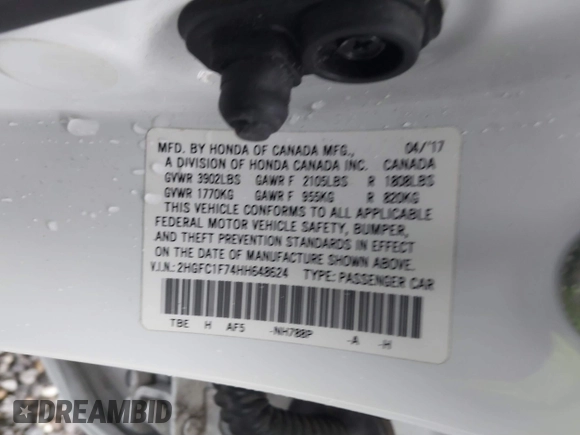 MFD. BY HONDA OF CANADA MFG., 04/'17
A DIVISION OF HONDA CANADA INC. CANADA
GVWR 3902LBS GAWR F 2105LBS R 1808LBS
GVWR 1770KG GAWR F 955KG R 820KG
THIS VEHICLE CONFORMS TO ALL APPLICABLE
FEDERAL MOTOR VEHICLE SAFETY, BUMPER,
AND THEFT PREVENTION STANDARDS IN EFFECT
ON THE DATE OF MANUFACTURE SHOWN ABOVE.
V.I.N.: 2HGFC1F74HH648624 TYPE: PASSENGER CAR
TBE H AF5 -NH788P -A -H
DREAMBID